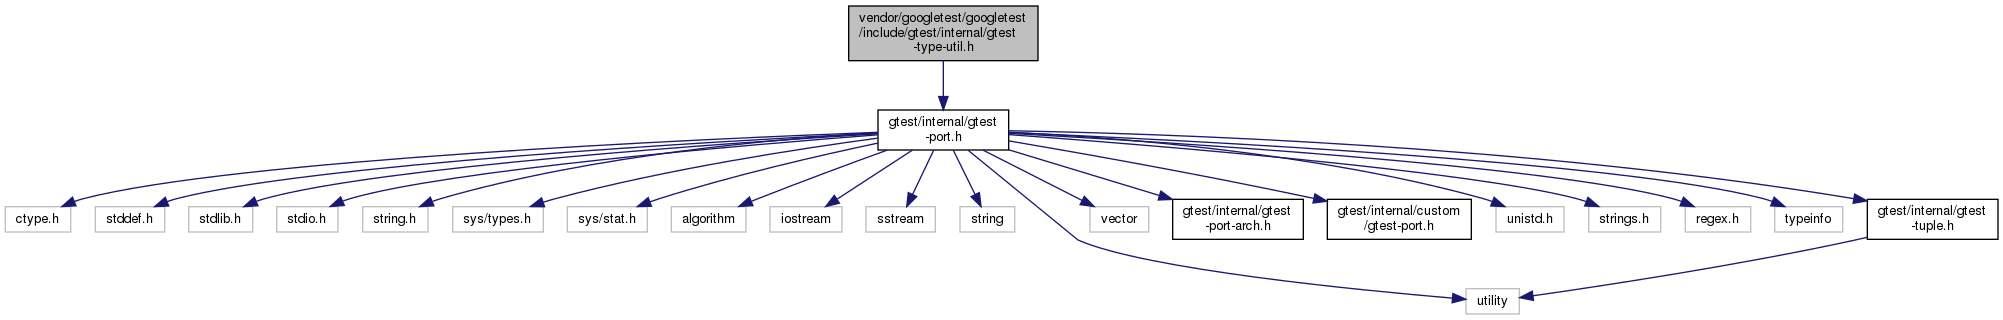 vendor/googletest/googletest
/include/gtest/internal/gtest
-type-util.h
gtest/internal/gtest
-port.h
ctype.h
stddef.h
stdlib.h
stdio.h
string.h
sys/types.h
sys/stat.h
algorithm
iostream
sstream
string
vector
gtest/internal/gtest
-port-arch.h
gtest/internal/custom
/gtest-port.h
unistd.h
strings.h
regex.h
typeinfo
gtest/internal/gtest
-tuple.h
utility